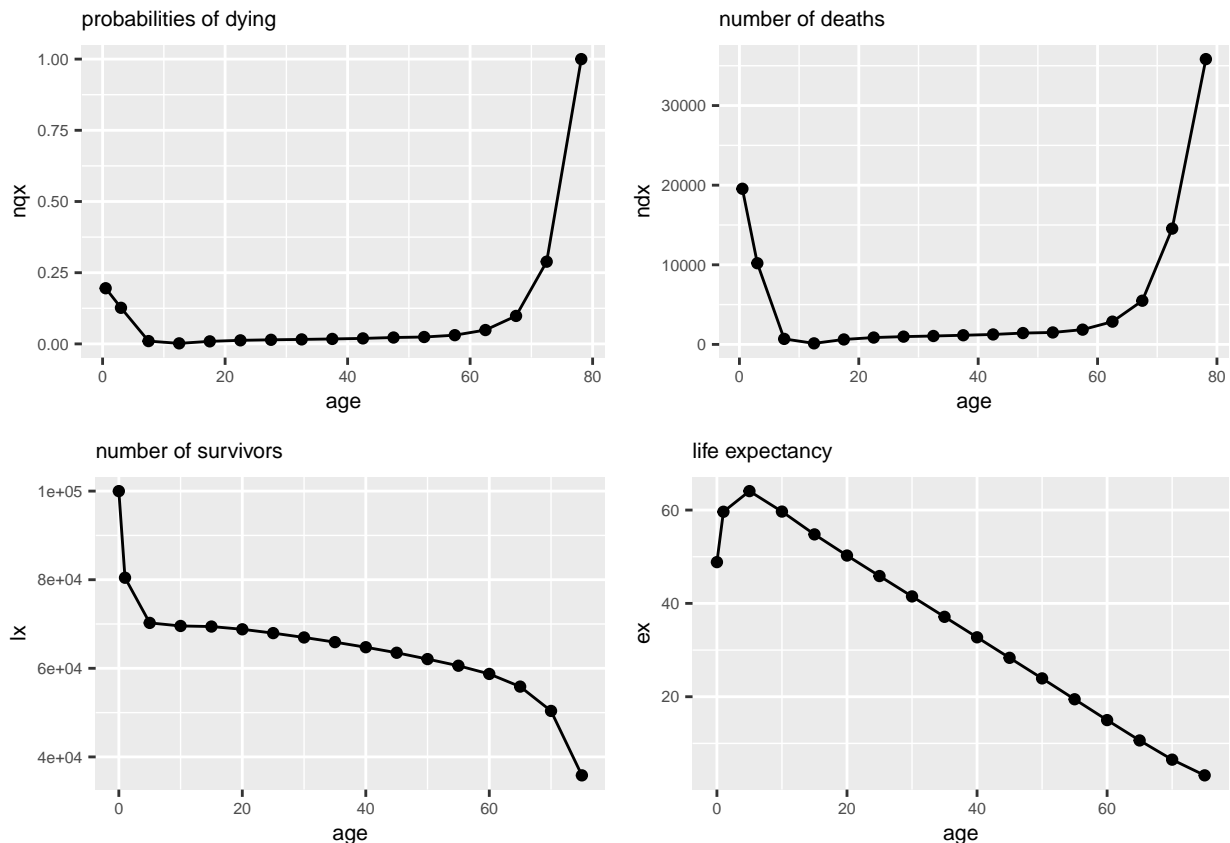 probabilities of dying
1.00
0.75
0.50
0.25
0.00
nqx
0 20 40 60 80
age
number of deaths
30000
20000
10000
0
ndx
0 20 40 60 80
age
number of survivors
1e+05
8e+04
6e+04
4e+04
lx
0 20 40 60
age
life expectancy
60
40
20
ex
0 20 40 60
age